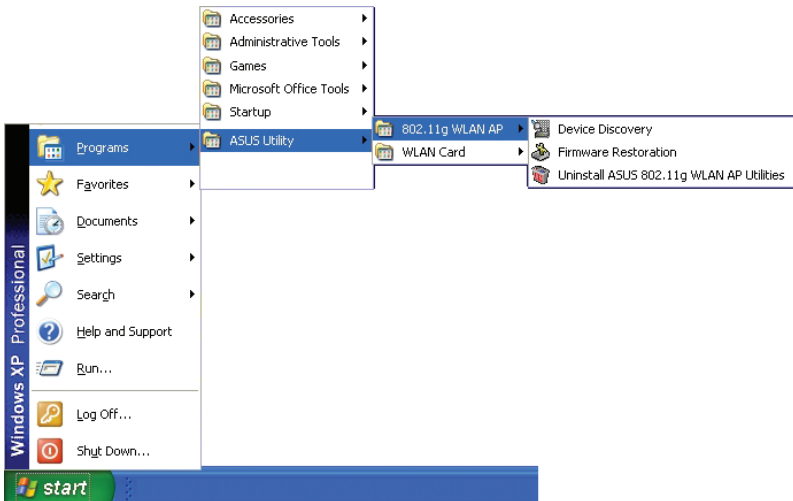 Accessories
Administrative Tools
Games
Microsoft Office Tools
Startup
ASUS Utility
802.11g WLAN AP
WLAN Card
Device Discovery
Firmware Restoration
Uninstall ASUS 802.11g WLAN AP Utilities
Programs
Favorites
Documents
Settings
Search
Help and Support
Run...
Log Off...
Shut Down...
Windows XP Professional
start